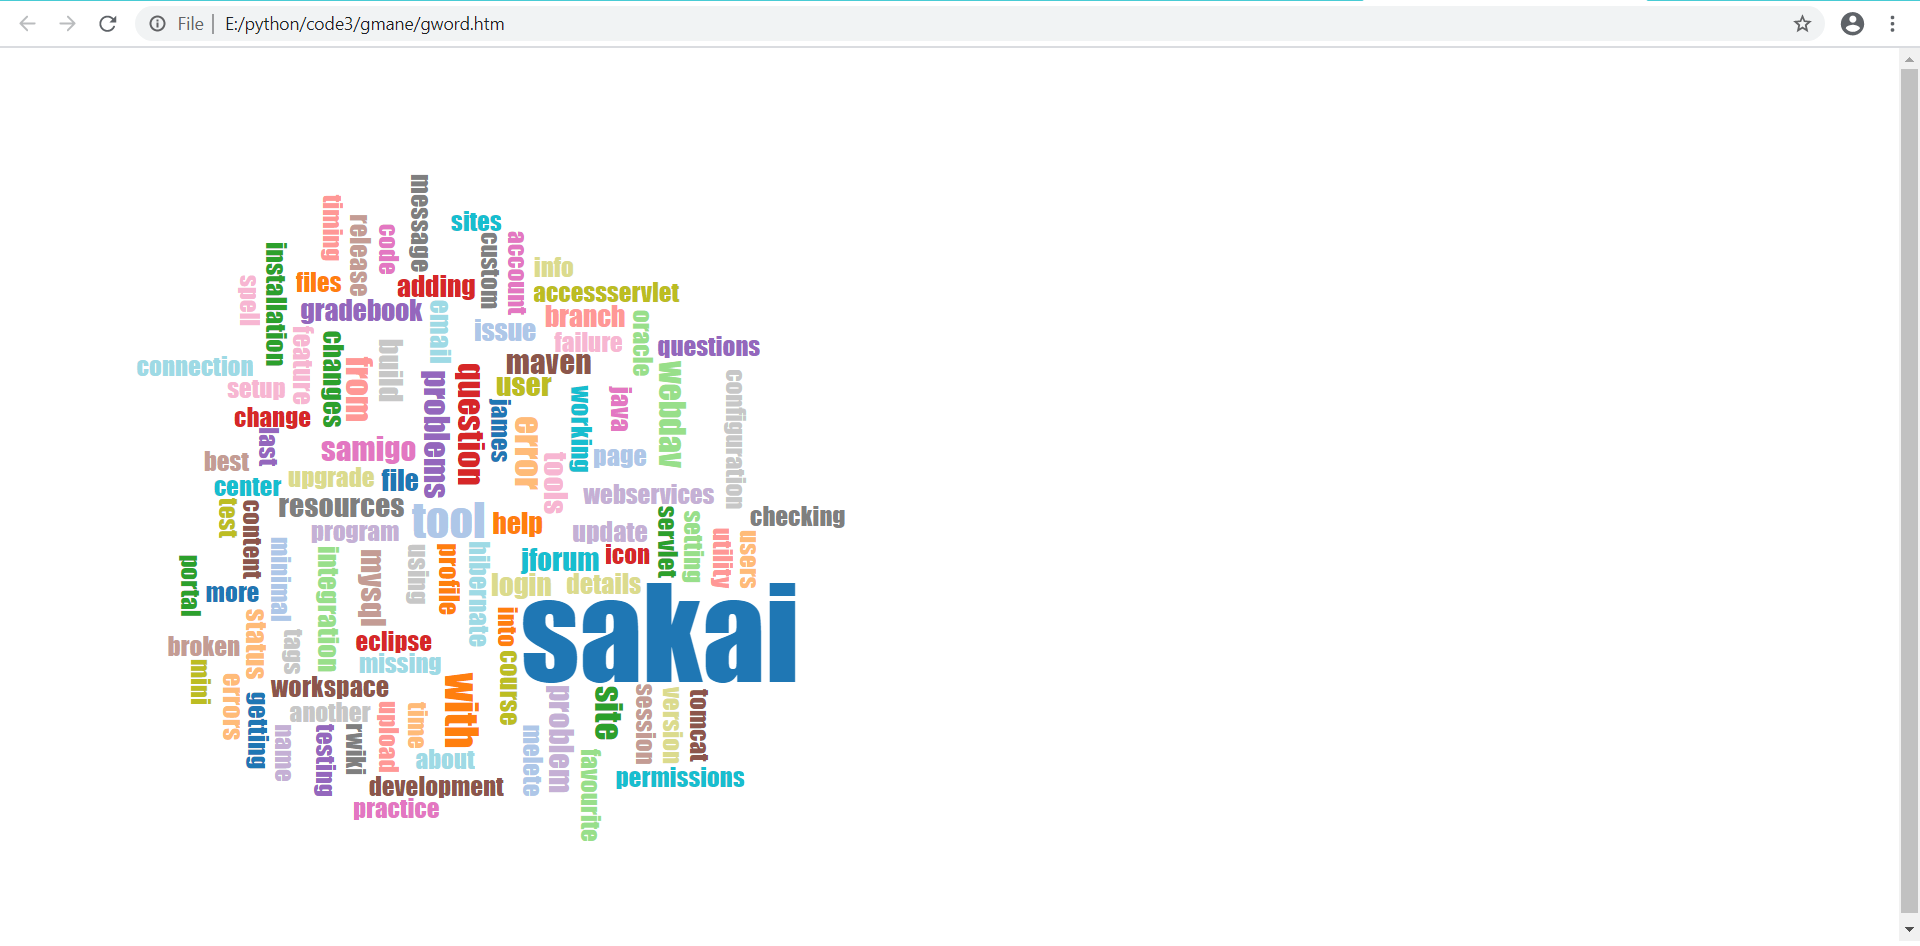 File | E:/python/code3/gmane/gword.htm
message
timing
sites
release
code
custom
account
installation
info
spell
files
adding
accessservlet
gradebook
email
branch
issue
oracle
feature
changes
build
failure
questions
connection
from
maven
webdav
configuration
setup
problems
question
user
james
working
java
change
last
error
samigo
best
tools
page
upgrade
file
center
webservices
test
content
resources
tool
help
servlet
setting
checking
program
update
utility
users
minimal
integration
mysql
using
profile
hibernate
jforum
icon
portal
more
login
details
sakai
status
into
tags
broken
eclipse
course
mini
missing
errors
workspace
With
getting
another
upload
time
problem
site
session
version
tomcat
name
testing
rwiki
about
melete
favourite
permissions
development
practice